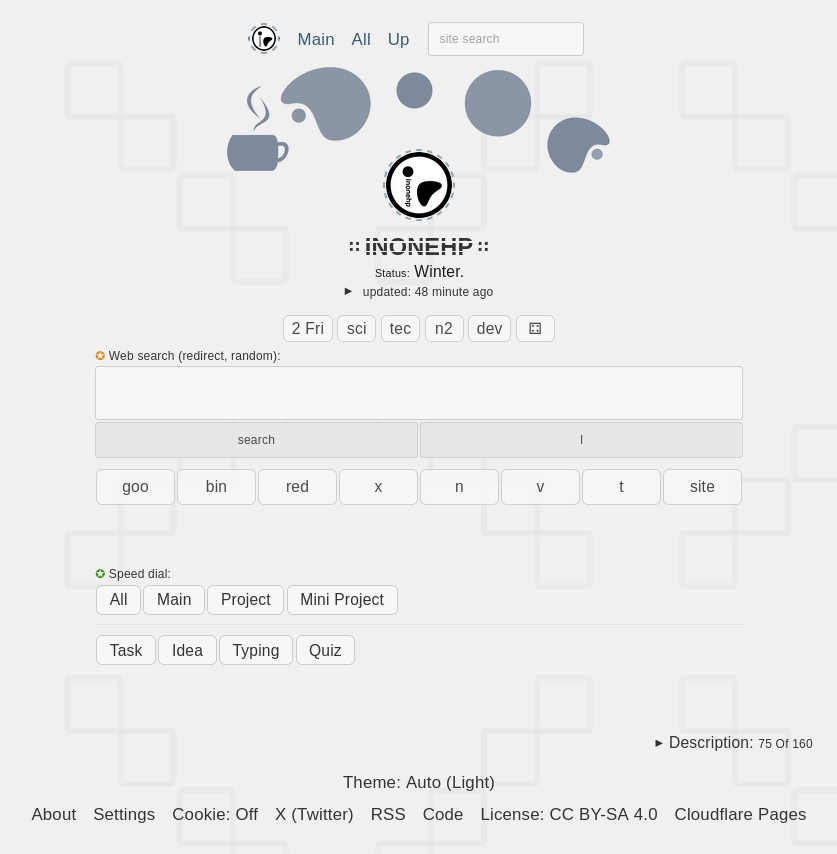 inonehp
Main All Up site search
inonehp
:: INONEHP ::
Status: Winter.
► updated: 48 minute ago
2 Fri sci tec n2 dev ⚃
✪ Web search (redirect, random):
search l
goo bin red x n v t site
✪ Speed dial:
All Main Project Mini Project
Task Idea Typing Quiz
► Description: 75 Of 160
Theme: Auto (Light)
About Settings Cookie: Off X (Twitter) RSS Code License: CC BY-SA 4.0 Cloudflare Pages